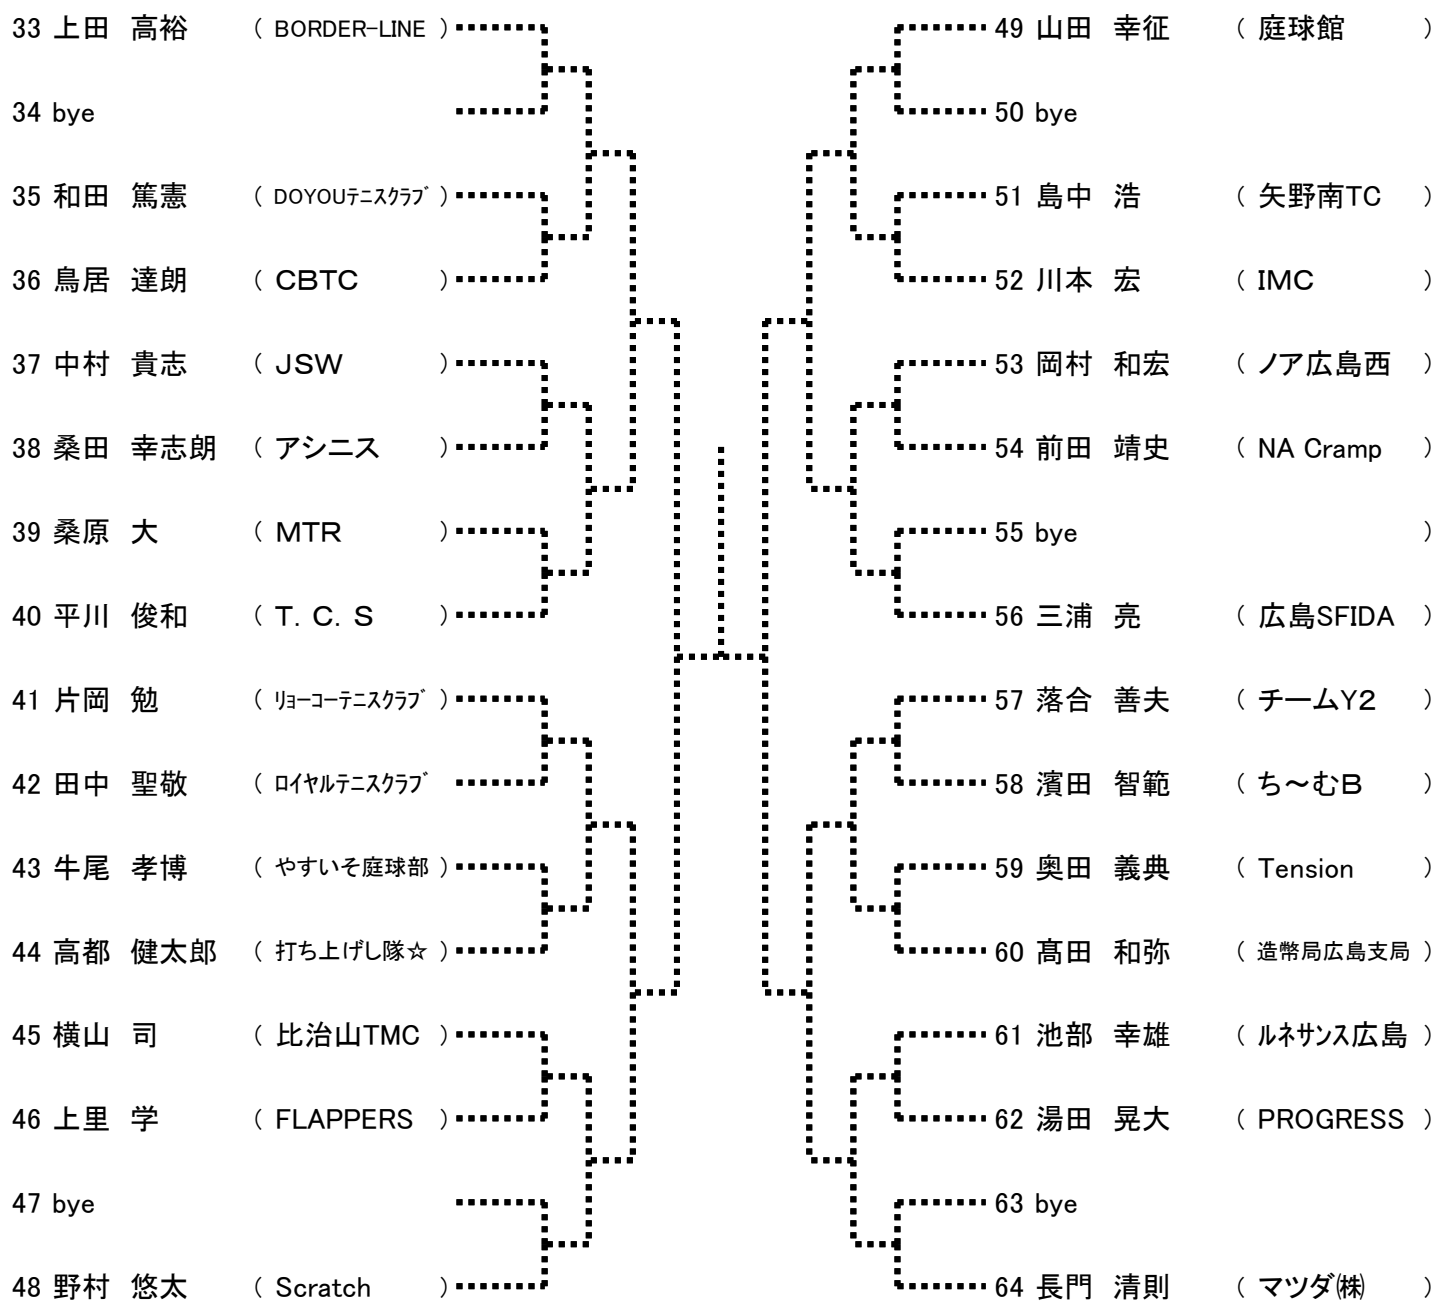 33 上田 高裕 ( BORDER-LINE )
34 bye
35 和田 篤憲 ( DOYOUﾃﾆｽｸﾗﾌﾞ )
36 鳥居 達朗 ( CBTC )
37 中村 貴志 ( JSW )
38 桑田 幸志朗 ( アシニス )
39 桑原 大 ( MTR )
40 平川 俊和 ( T. C. S )
41 片岡 勉 ( ﾘｮｰｺｰﾃﾆｽｸﾗﾌﾞ )
42 田中 聖敬 ( ﾛｲﾔﾙﾃﾆｽｸﾗﾌﾞ
43 牛尾 孝博 ( やすいそ庭球部 )
44 高都 健太郎 ( 打ち上げし隊☆ )
45 横山 司 ( 比治山TMC )
46 上里 学 ( FLAPPERS )
47 bye
48 野村 悠太 ( Scratch )
49 山田 幸征 ( 庭球館 )
50 bye
51 島中 浩 ( 矢野南TC )
52 川本 宏 ( IMC )
53 岡村 和宏 ( ノア広島西 )
54 前田 靖史 ( NA Cramp )
55 bye )
56 三浦 亮 ( 広島SFIDA )
57 落合 善夫 ( チームY2 )
58 濱田 智範 ( ち～むB )
59 奥田 義典 ( Tension )
60 髙田 和弥 ( 造幣局広島支局 )
61 池部 幸雄 ( ﾙﾈｻﾝｽ広島 )
62 湯田 晃大 ( PROGRESS )
63 bye
64 長門 清則 ( マツダ㈱ )